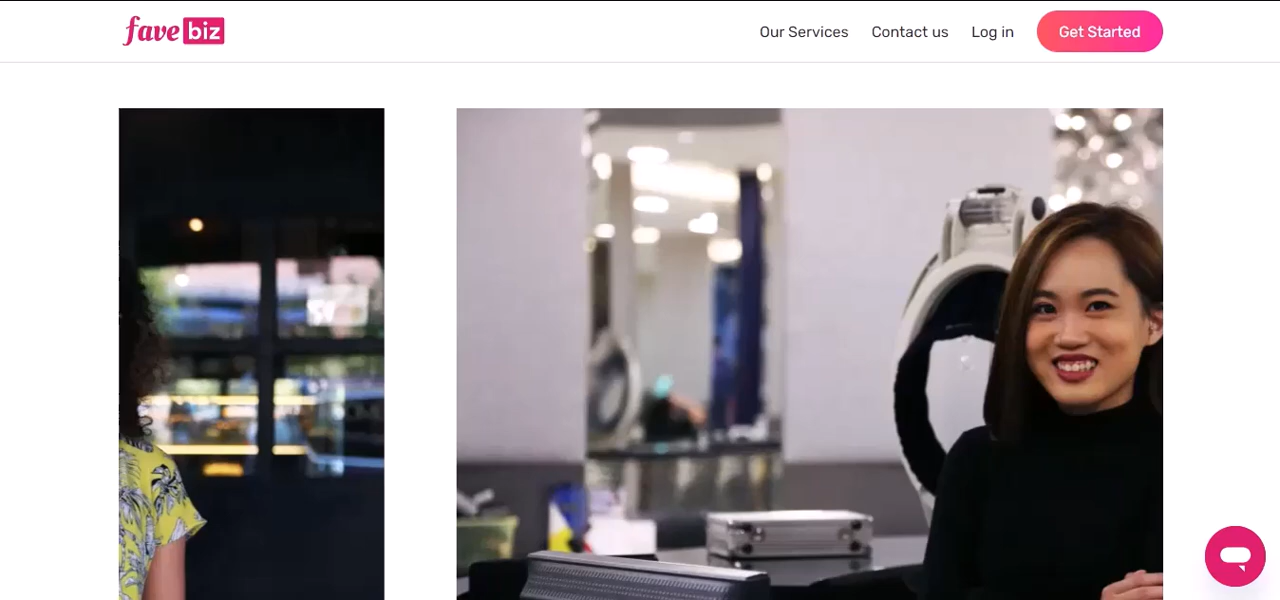 fave biz
Our Services
Contact us
Log in
Get Started